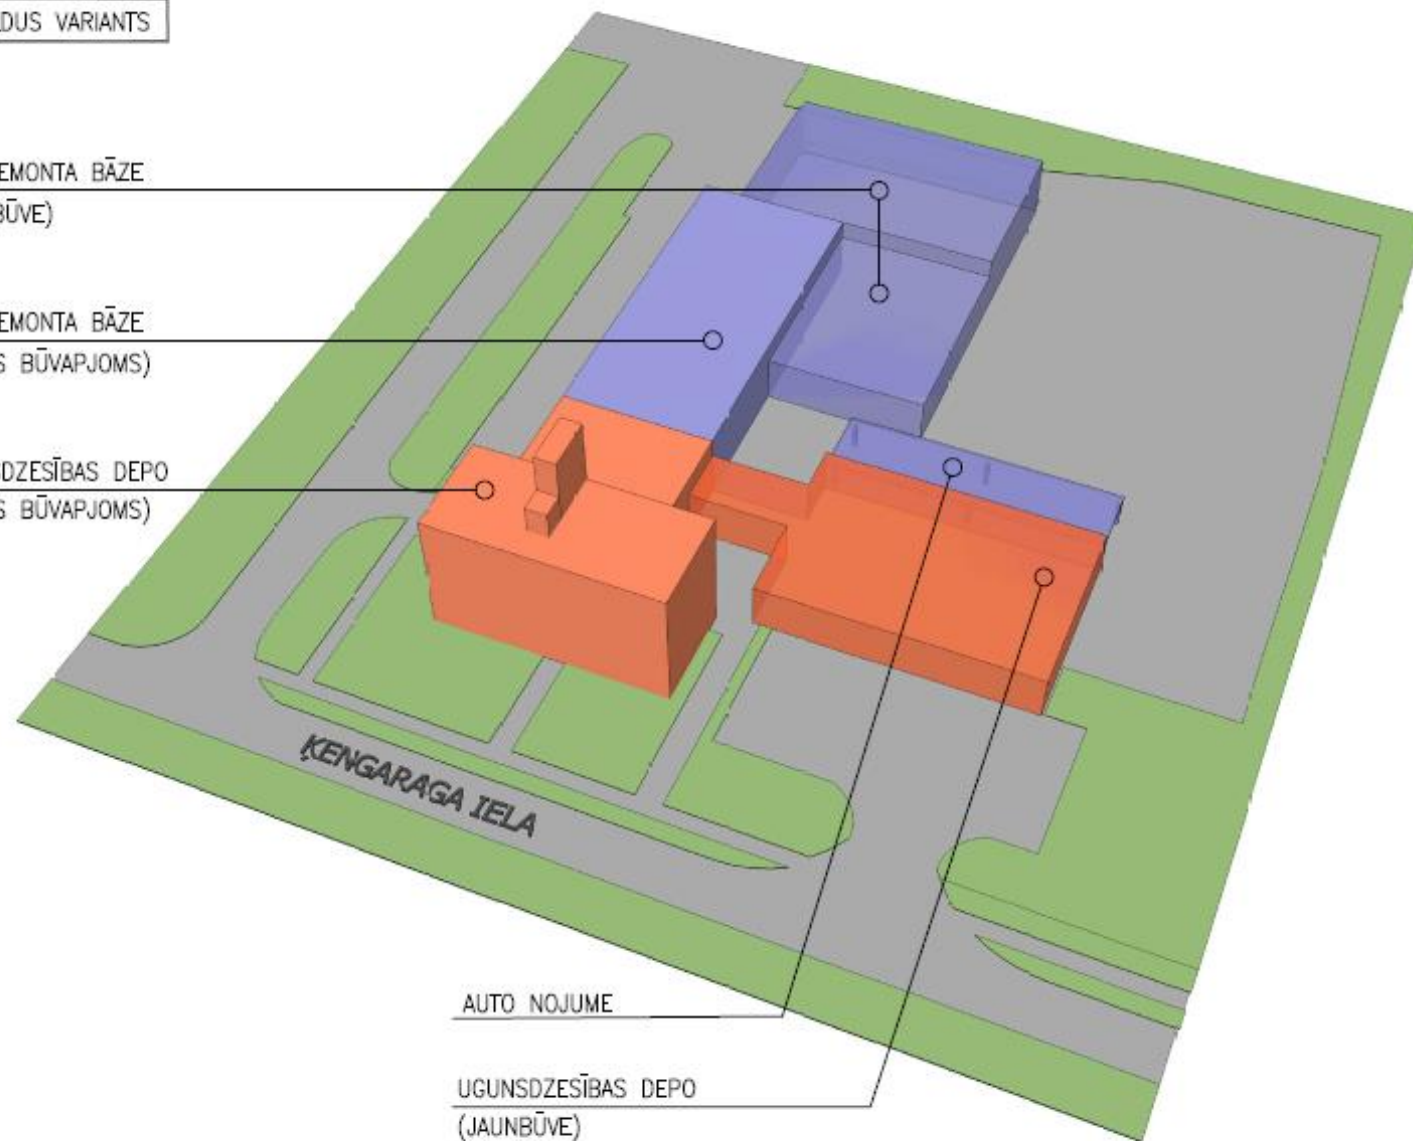 DUS VARIANTS
EMONTA BĀZE
BŪVE)
EMONTA BĀZE
S BŪVAPJOMS)
DZESĪBAS DEPO
S BŪVAPJOMS)
ĶENGARAGA IELA
AUTO NOJUME
UGUNSDZESĪBAS DEPO
(JAUNBŪVE)